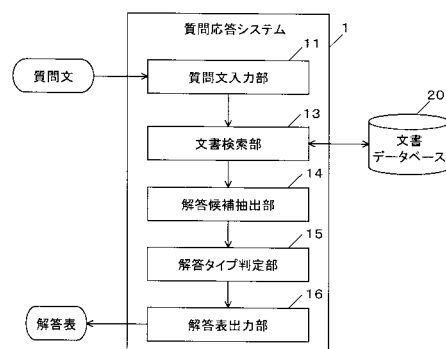 質問応答システム
1
質問文
11
質問文入力部
13
文書検索部
20
文書
データベース
14
解答候補抽出部
15
解答タイプ判定部
16
解答表
解答表出力部